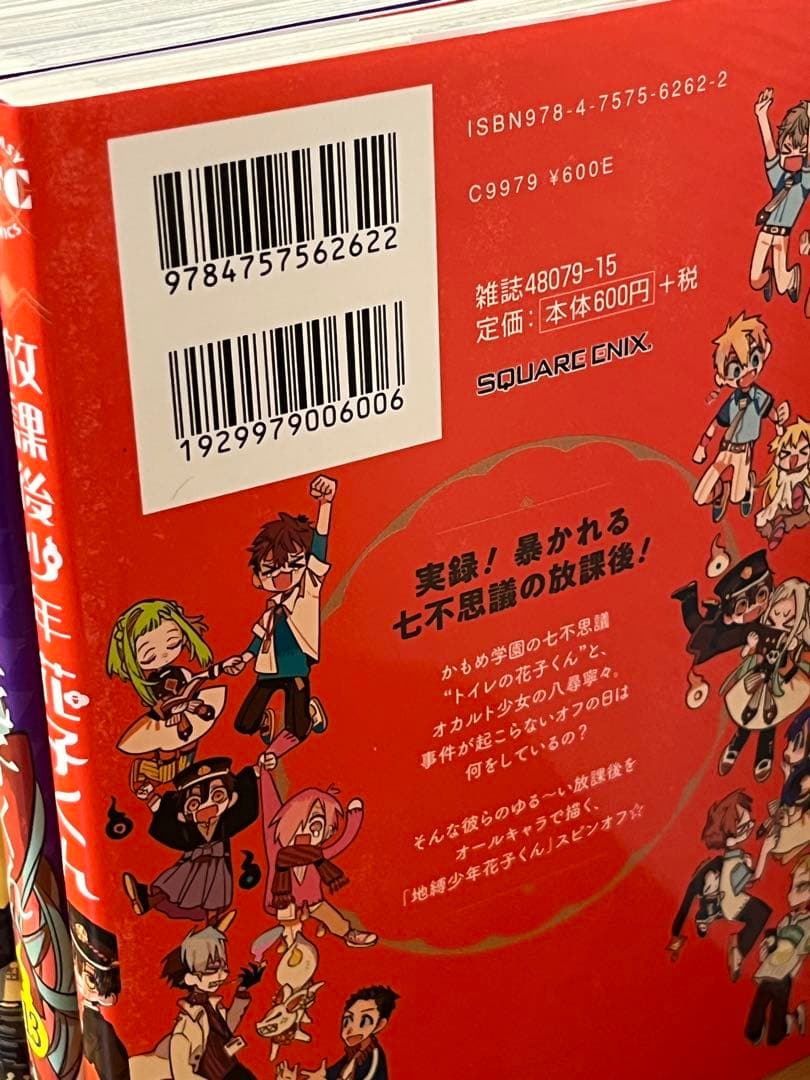 ISBN978-4-7575-6262-2
C9979 ¥600E
9784757562622
1929979006006
雑誌48079-15
定価：本体600円+税
SQUARE ENIX.
実録！暴かれる
七不思議の放課後！
かもめ学園の七不思議
“トイレの花子くん”と、
オカルト少女の八尋寧々。
事件が起こらないオフの日は
何をしているの？
そんな彼らのゆる〜い放課後を
オールキャラで描く、
「地縛少年花子くん」スピンオフ☆
放課後少年花子くん
13